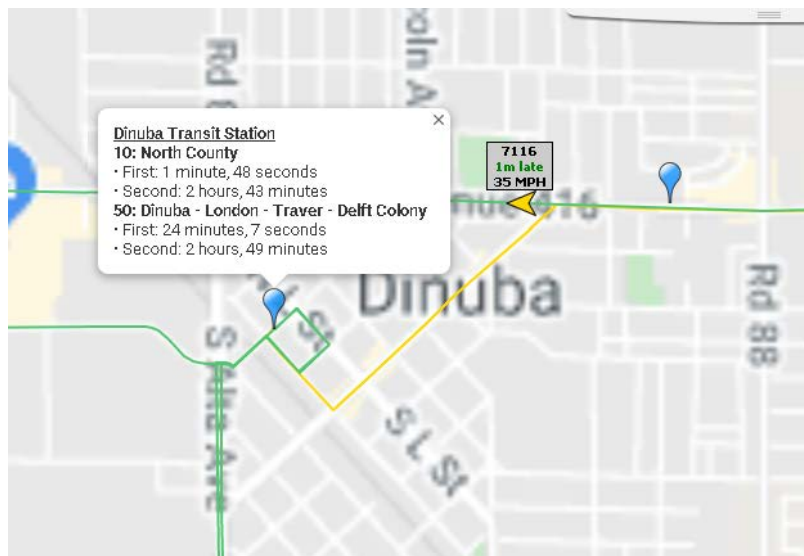 Dinuba Transit Station
10: North County
• First: 1 minute, 48 seconds
• Second: 2 hours, 43 minutes
50: Dinuba - London - Traver - Delft Colony
• First: 24 minutes, 7 seconds
• Second: 2 hours, 49 minutes
7116
1m late
35 MPH
416
Dinuba
Rd 88
S L St